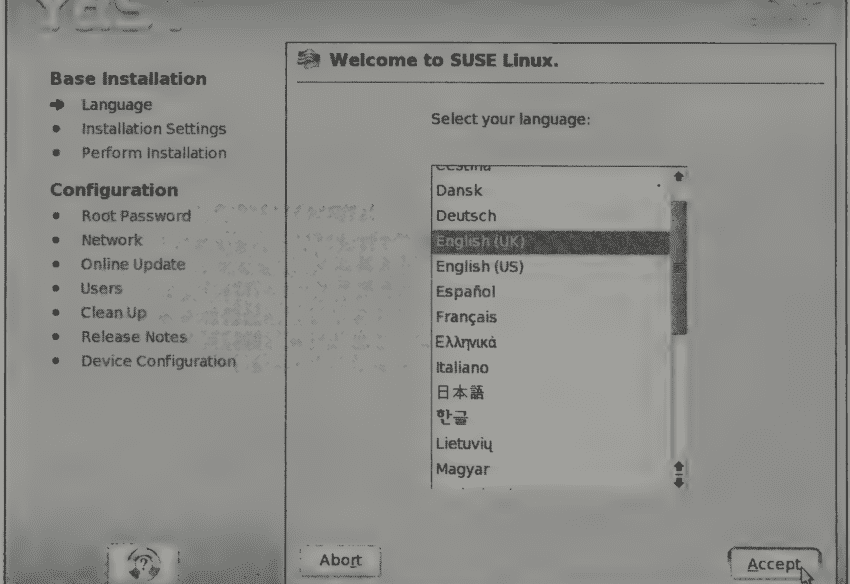 YaST
Base Installation
Language
Installation Settings
Perform Installation
Configuration
Root Password
Network
Online Update
Users
Clean Up
Release Notes
Device Configuration
Welcome to SUSE Linux.
Select your language:
Čeština
Dansk
Deutsch
English (UK)
English (US)
Español
Français
Ελληνικά
Italiano
日本語
한글
Lietuvių
Magyar
?
Abort
Accept